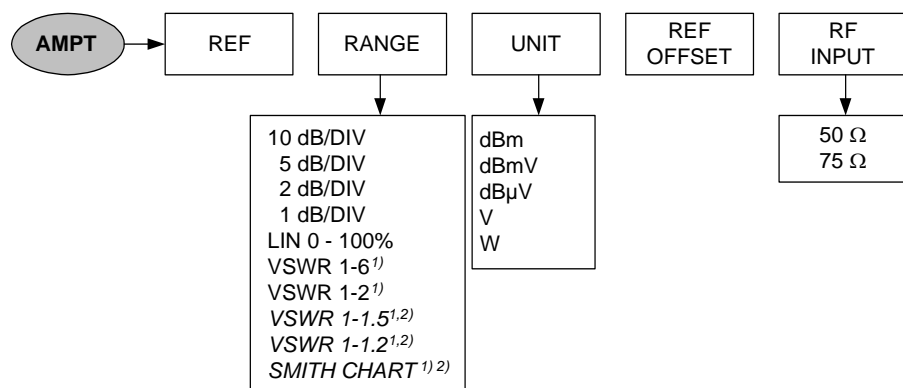 AMPT
REF
RANGE
UNIT
REF
OFFSET
RF
INPUT
10 dB/DIV
5 dB/DIV
2 dB/DIV
1 dB/DIV
LIN 0 - 100%
VSWR 1-6 1)
VSWR 1-2 1)
VSWR 1-1.5 1,2)
VSWR 1-1.2 1,2)
SMITH CHART 1) 2)
dBm
dBmV
dBµV
V
W
50 Ω
75 Ω